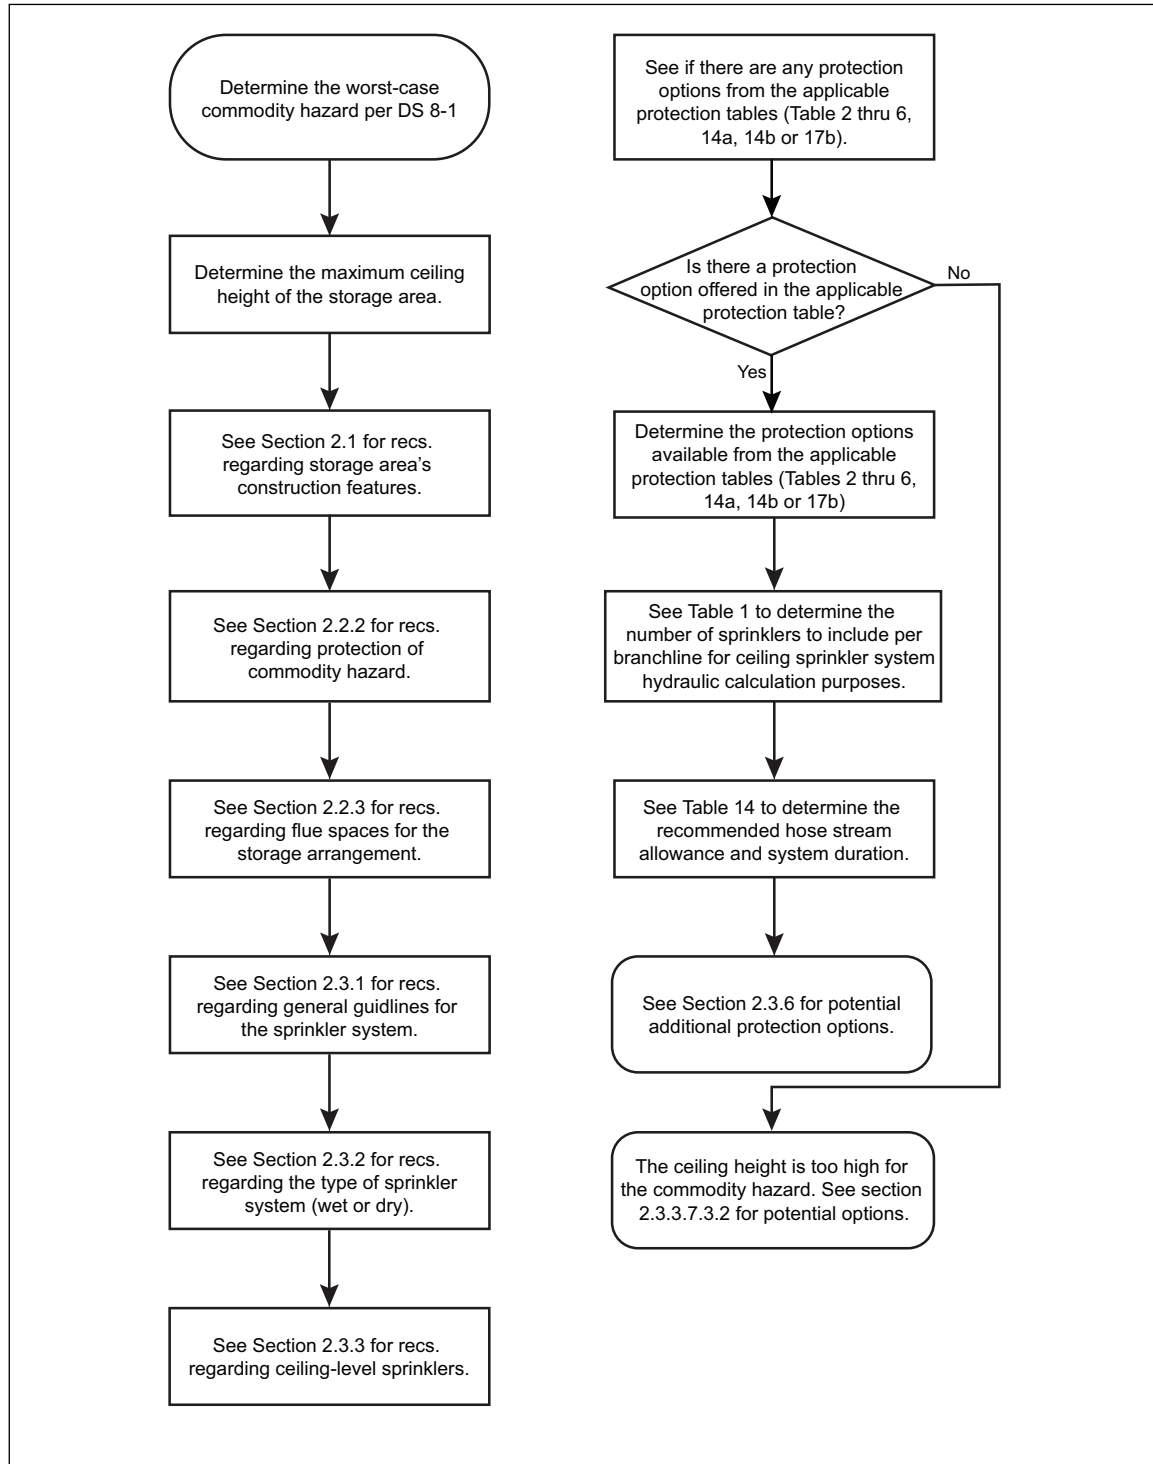 Determine the worst-case
commodity hazard per DS 8-1
Determine the maximum ceiling
height of the storage area.
See Section 2.1 for recs.
regarding storage area's
construction features.
See Section 2.2.2 for recs.
regarding protection of
commodity hazard.
See Section 2.2.3 for recs.
regarding flue spaces for the
storage arrangement.
See Section 2.3.1 for recs.
regarding general guidlines for
the sprinkler system.
See Section 2.3.2 for recs.
regarding the type of sprinkler
system (wet or dry).
See Section 2.3.3 for recs.
regarding ceiling-level sprinklers.
See if there are any protection
options from the applicable
protection tables (Table 2 thru 6,
14a, 14b or 17b).
Is there a protection
option offered in the applicable
protection table?
No
Yes
Determine the protection options
available from the applicable
protection tables (Tables 2 thru 6,
14a, 14b or 17b)
See Table 1 to determine the
number of sprinklers to include per
branchline for ceiling sprinkler system
hydraulic calculation purposes.
See Table 14 to determine the
recommended hose stream
allowance and system duration.
See Section 2.3.6 for potential
additional protection options.
The ceiling height is too high for
the commodity hazard. See section
2.3.3.7.3.2 for potential options.